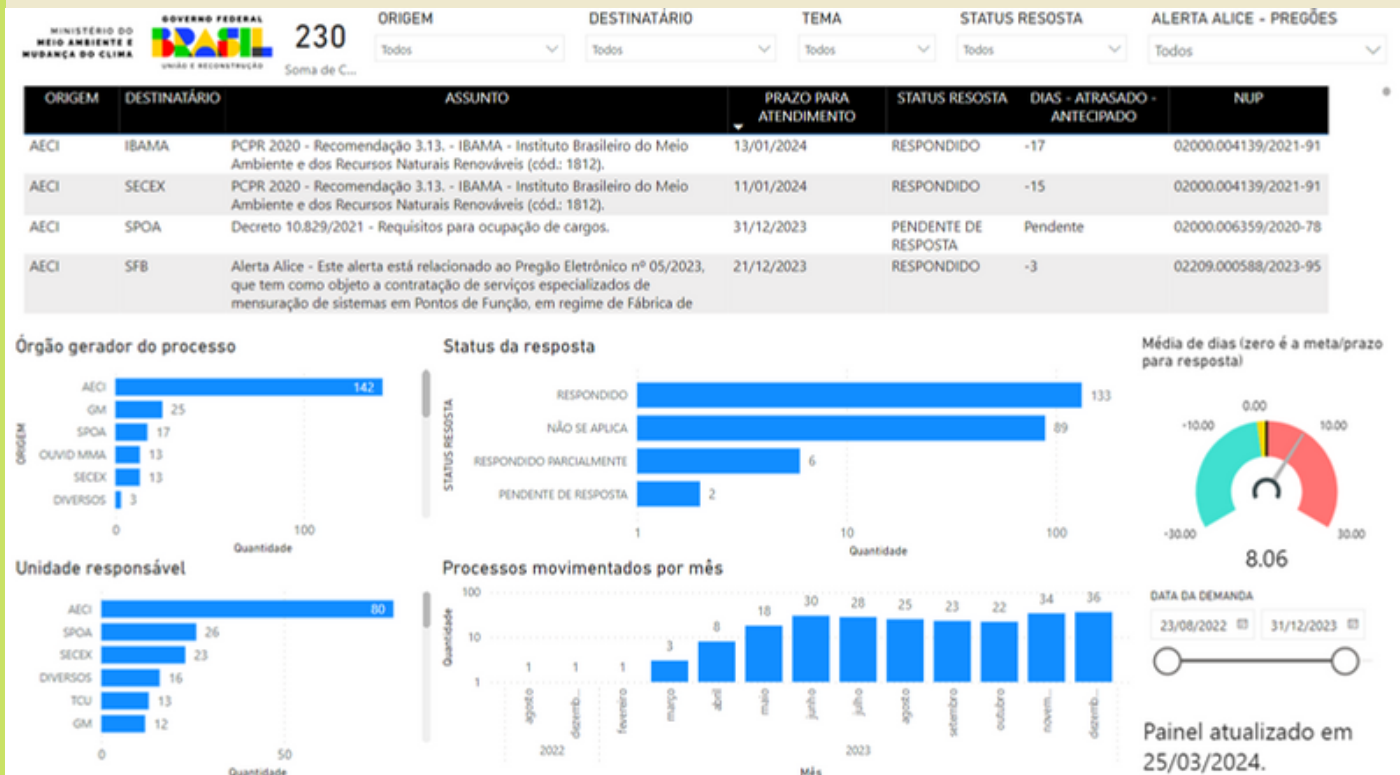 MINISTÉRIO DO
MEIO AMBIENTE E
MUDANÇA DO CLIMA
GOVERNO FEDERAL
BRASIL
UNIÃO E RECONSTRUÇÃO
230
Soma de C...
ORIGEM
Todos
DESTINATÁRIO
Todos
TEMA
Todos
STATUS RESOSTA
Todos
ALERTA ALICE - PREGÕES
Todos
ORIGEM DESTINATÁRIO ASSUNTO PRAZO PARA ATENDIMENTO STATUS RESOSTA DIAS - ATRASADO - ANTECIPADO NUP
AECI IBAMA PCPR 2020 - Recomendação 3.13. - IBAMA - Instituto Brasileiro do Meio 13/01/2024 RESPONDIDO -17 02000.004139/2021-91
Ambiente e dos Recursos Naturais Renováveis (cód.: 1812).
AECI SECEX PCPR 2020 - Recomendação 3.13. - IBAMA - Instituto Brasileiro do Meio 11/01/2024 RESPONDIDO -15 02000.004139/2021-91
Ambiente e dos Recursos Naturais Renováveis (cód.: 1812).
AECI SPOA Decreto 10.829/2021 - Requisitos para ocupação de cargos. 31/12/2023 PENDENTE DE RESPOSTA Pendente 02000.006359/2020-78
AECI SFB Alerta Alice - Este alerta está relacionado ao Pregão Eletrônico nº 05/2023, 21/12/2023 RESPONDIDO -3 02209.000588/2023-95
que tem como objeto a contratação de serviços especializados de
mensuração de sistemas em Pontos de Função, em regime de Fábrica de
Órgão gerador do processo
ORIGEM
AECI 142
GM 25
SPOA 17
OUVID MMA 13
SECEX 13
DIVERSOS 3
0 100
Quantidade
Status da resposta
STATUS RESOSTA
RESPONDIDO 133
NÃO SE APLICA 89
RESPONDIDO PARCIALMENTE 6
PENDENTE DE RESPOSTA 2
1 10 100
Quantidade
Média de dias (zero é a meta/prazo
para resposta)
0.00
-10.00 10.00
-30.00 30.00
8.06
Unidade responsável
AECI 80
SPOA 26
SECEX 23
DIVERSOS 16
TCU 13
GM 12
0 50
Quantidade
Processos movimentados por mês
Quantidade
100
10
1
1 1 1 3 8 18 30 28 25 23 22 34 36
agosto dezemb... fevereiro março abril maio junho julho agosto setembro outubro novem... dezemb...
2022 2023
Mês
DATA DA DEMANDA
23/08/2022 31/12/2023
Painel atualizado em
25/03/2024.